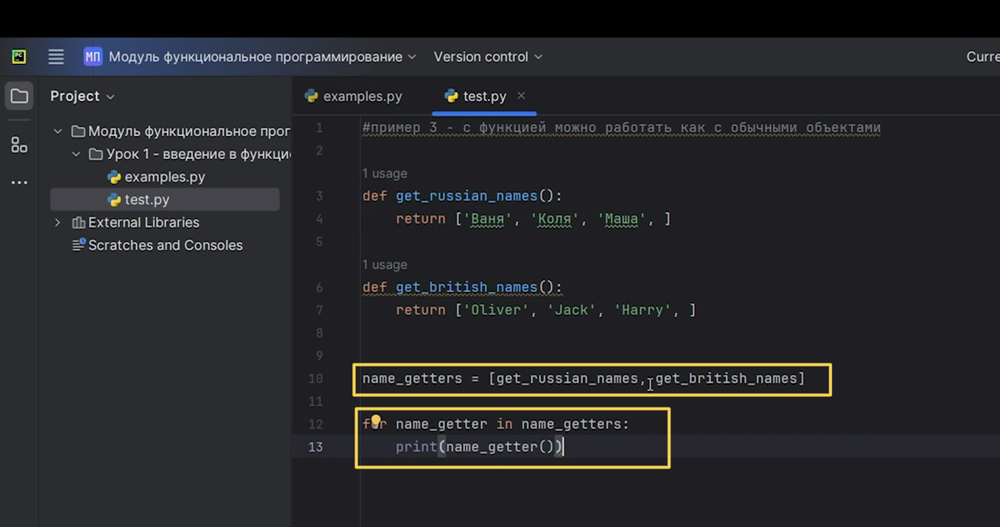 PC
МП Модуль функциональное программирование Version control Curre
Project
examples.py test.py
Модуль функциональное прог
Урок 1 - введение в функци
examples.py
test.py
External Libraries
Scratches and Consoles
1 #пример 3 - с функцией можно работать как с обычными объектами
2
1 usage
3 def get_russian_names():
4 return ['Ваня', 'Коля', 'Маша', ]
5
1 usage
6 def get_british_names():
7 return ['Oliver', 'Jack', 'Harry', ]
8
9
10 name_getters = [get_russian_names, get_british_names]
11
12 for name_getter in name_getters:
13 print(name_getter())